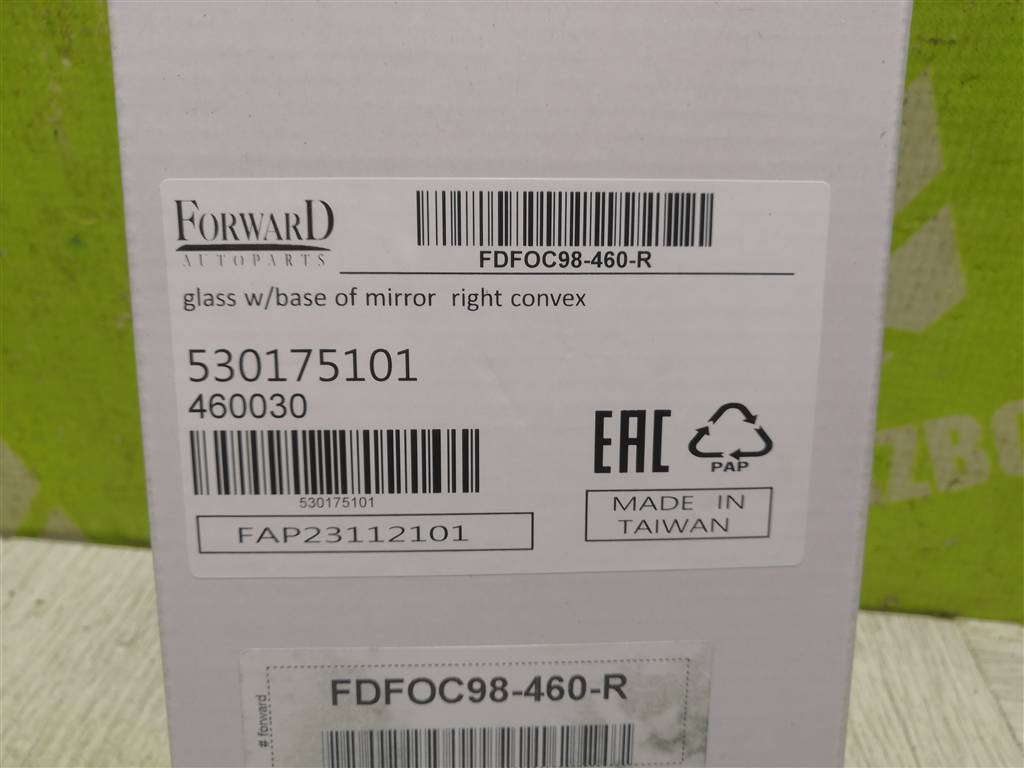 FORWARD
AUTOPARTS
FDFOC98-460-R
glass w/base of mirror right convex
530175101
460030
530175101
FAP23112101
EAC
PAP
MADE IN
TAIWAN
FDFOC98-460-R
# forward